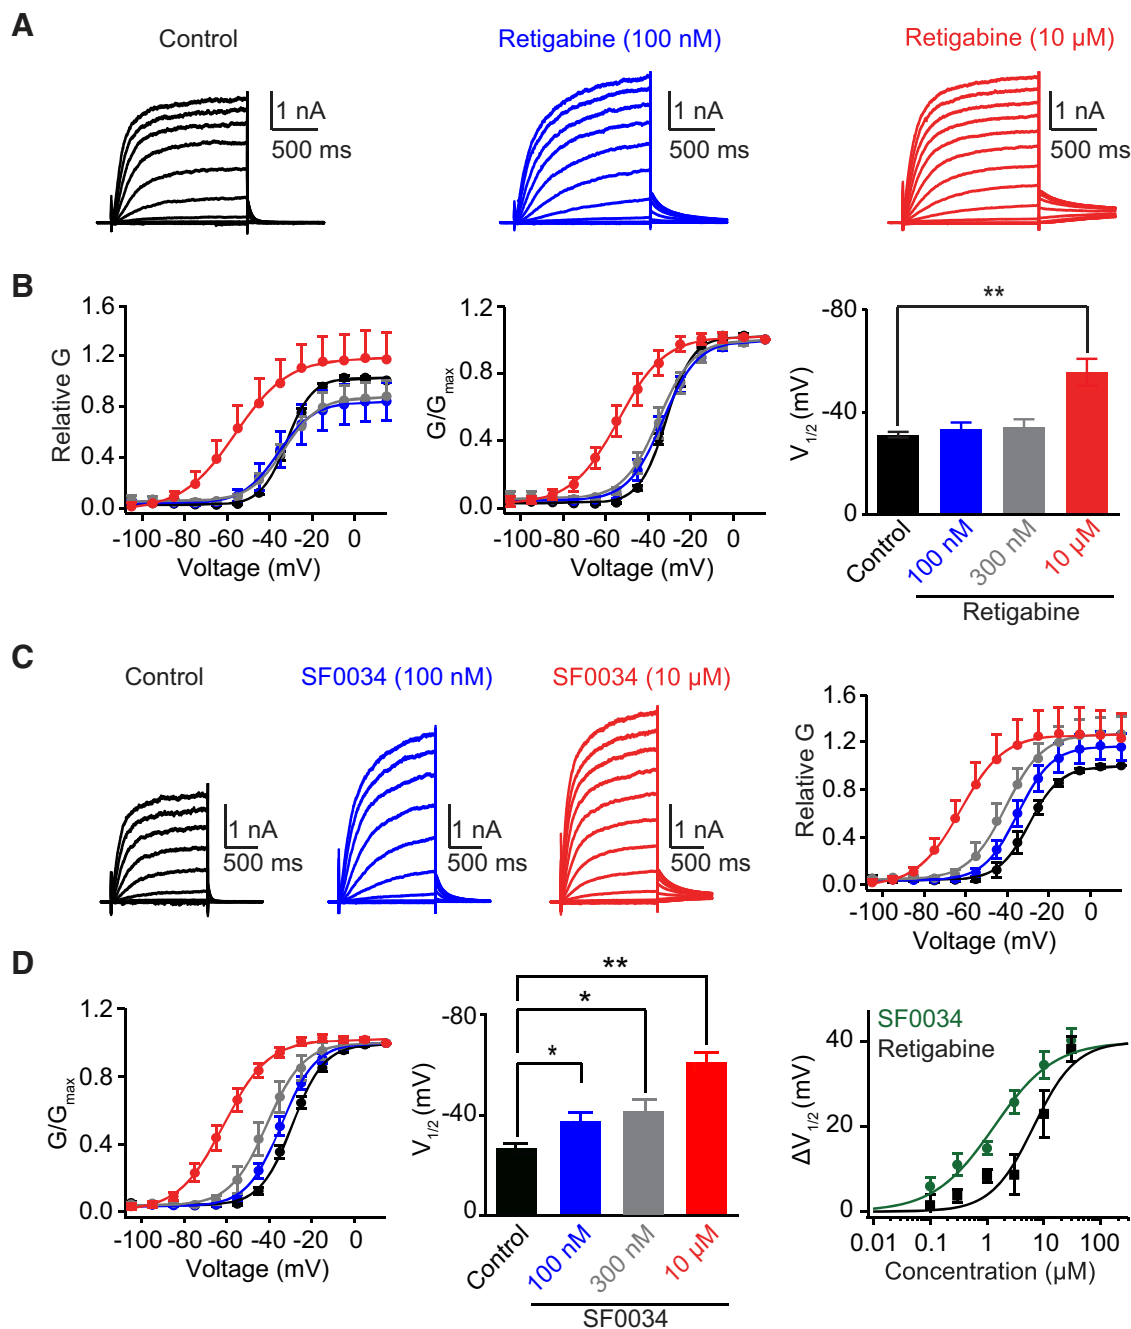 A
Control
Retigabine (100 nM)
Retigabine (10 µM)
1 nA
500 ms
1 nA
500 ms
1 nA
500 ms
B
Relative G
1.6
1.2
0.8
0.4
0.0
-100 -80 -60 -40 -20 0
Voltage (mV)
G/Gmax
1.2
0.8
0.4
0.0
-100 -80 -60 -40 -20 0
Voltage (mV)
V1/2 (mV)
-80
-40
0
**
Control
100 nM
300 nM
10 µM
Retigabine
C
Control
SF0034 (100 nM)
SF0034 (10 µM)
1 nA
500 ms
1 nA
500 ms
1 nA
500 ms
Relative G
1.6
1.2
0.8
0.4
0.0
-100 -80 -60 -40 -20 0
Voltage (mV)
D
G/Gmax
1.2
0.8
0.4
0.0
-100 -80 -60 -40 -20 0
Voltage (mV)
V1/2 (mV)
-80
-40
0
**
*
*
Control
100 nM
300 nM
10 µM
SF0034
SF0034
Retigabine
ΔV1/2 (mV)
40
20
0
0.01 0.1 1 10 100
Concentration (µM)